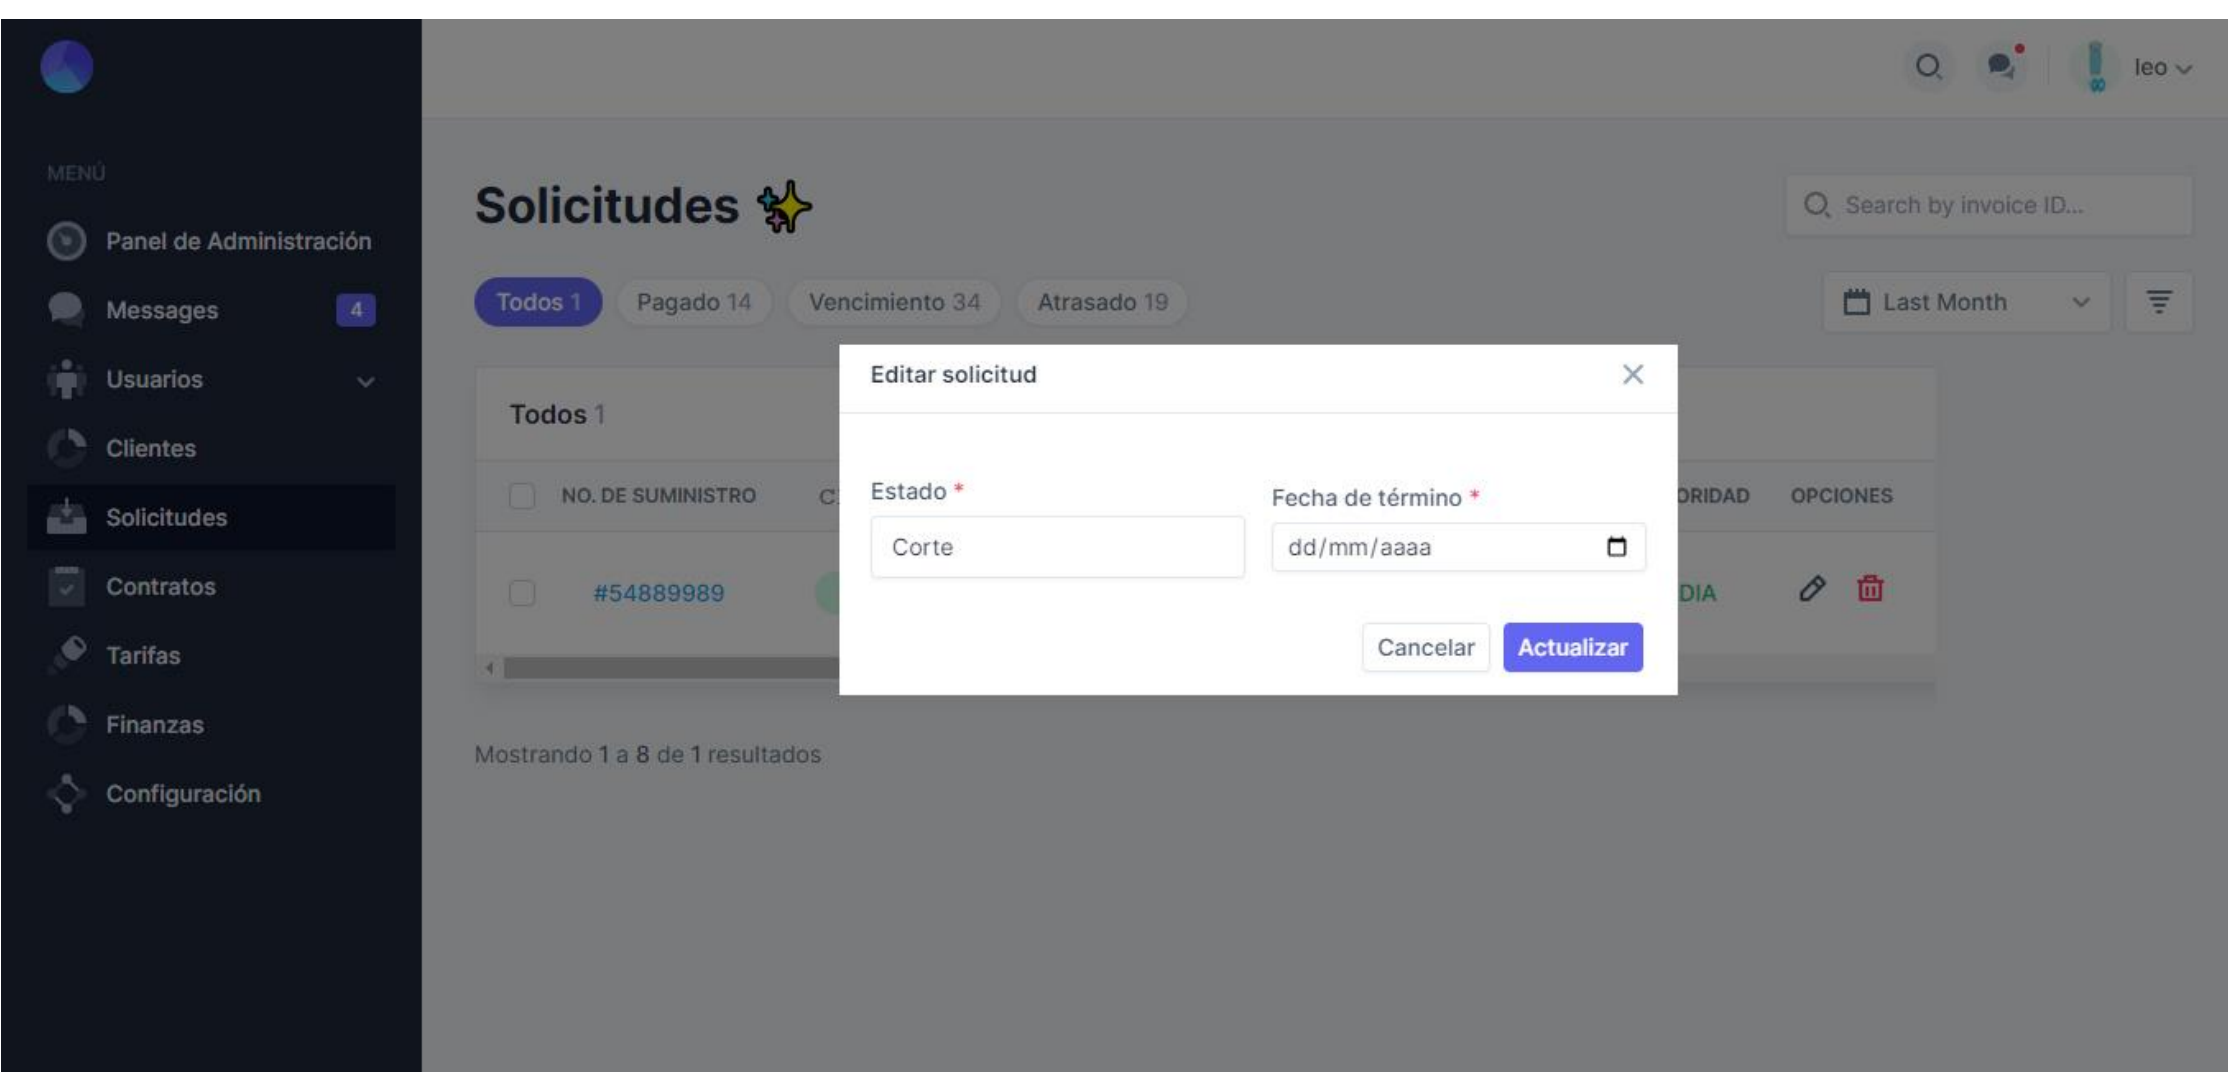 leo
MENÚ
Panel de Administración
Messages 4
Usuarios
Clientes
Solicitudes
Contratos
Tarifas
Finanzas
Configuración
Solicitudes
Search by invoice ID...
Todos 1 Pagado 14 Vencimiento 34 Atrasado 19
Last Month
Todos 1
NO. DE SUMINISTRO OPCIONES
#54889989
Editar solicitud
Estado *
Corte
Fecha de término *
dd/mm/aaaa
Cancelar Actualizar
Mostrando 1 a 8 de 1 resultados